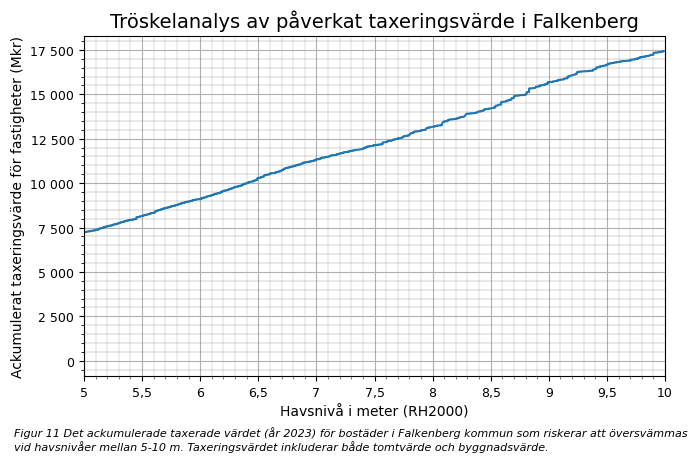 Tröskelanalys av påverkat taxeringsvärde i Falkenberg
Ackumulerat taxeringsvärde för fastigheter (Mkr)
17 500
15 000
12 500
10 000
7 500
5 000
2 500
0
5 5,5 6 6,5 7 7,5 8 8,5 9 9,5 10
Havsnivå i meter (RH2000)
Figur 11 Det ackumulerade taxerade värdet (år 2023) för bostäder i Falkenberg kommun som riskerar att översvämmas
vid havsnivåer mellan 5-10 m. Taxeringsvärdet inkluderar både tomtvärde och byggnadsvärde.